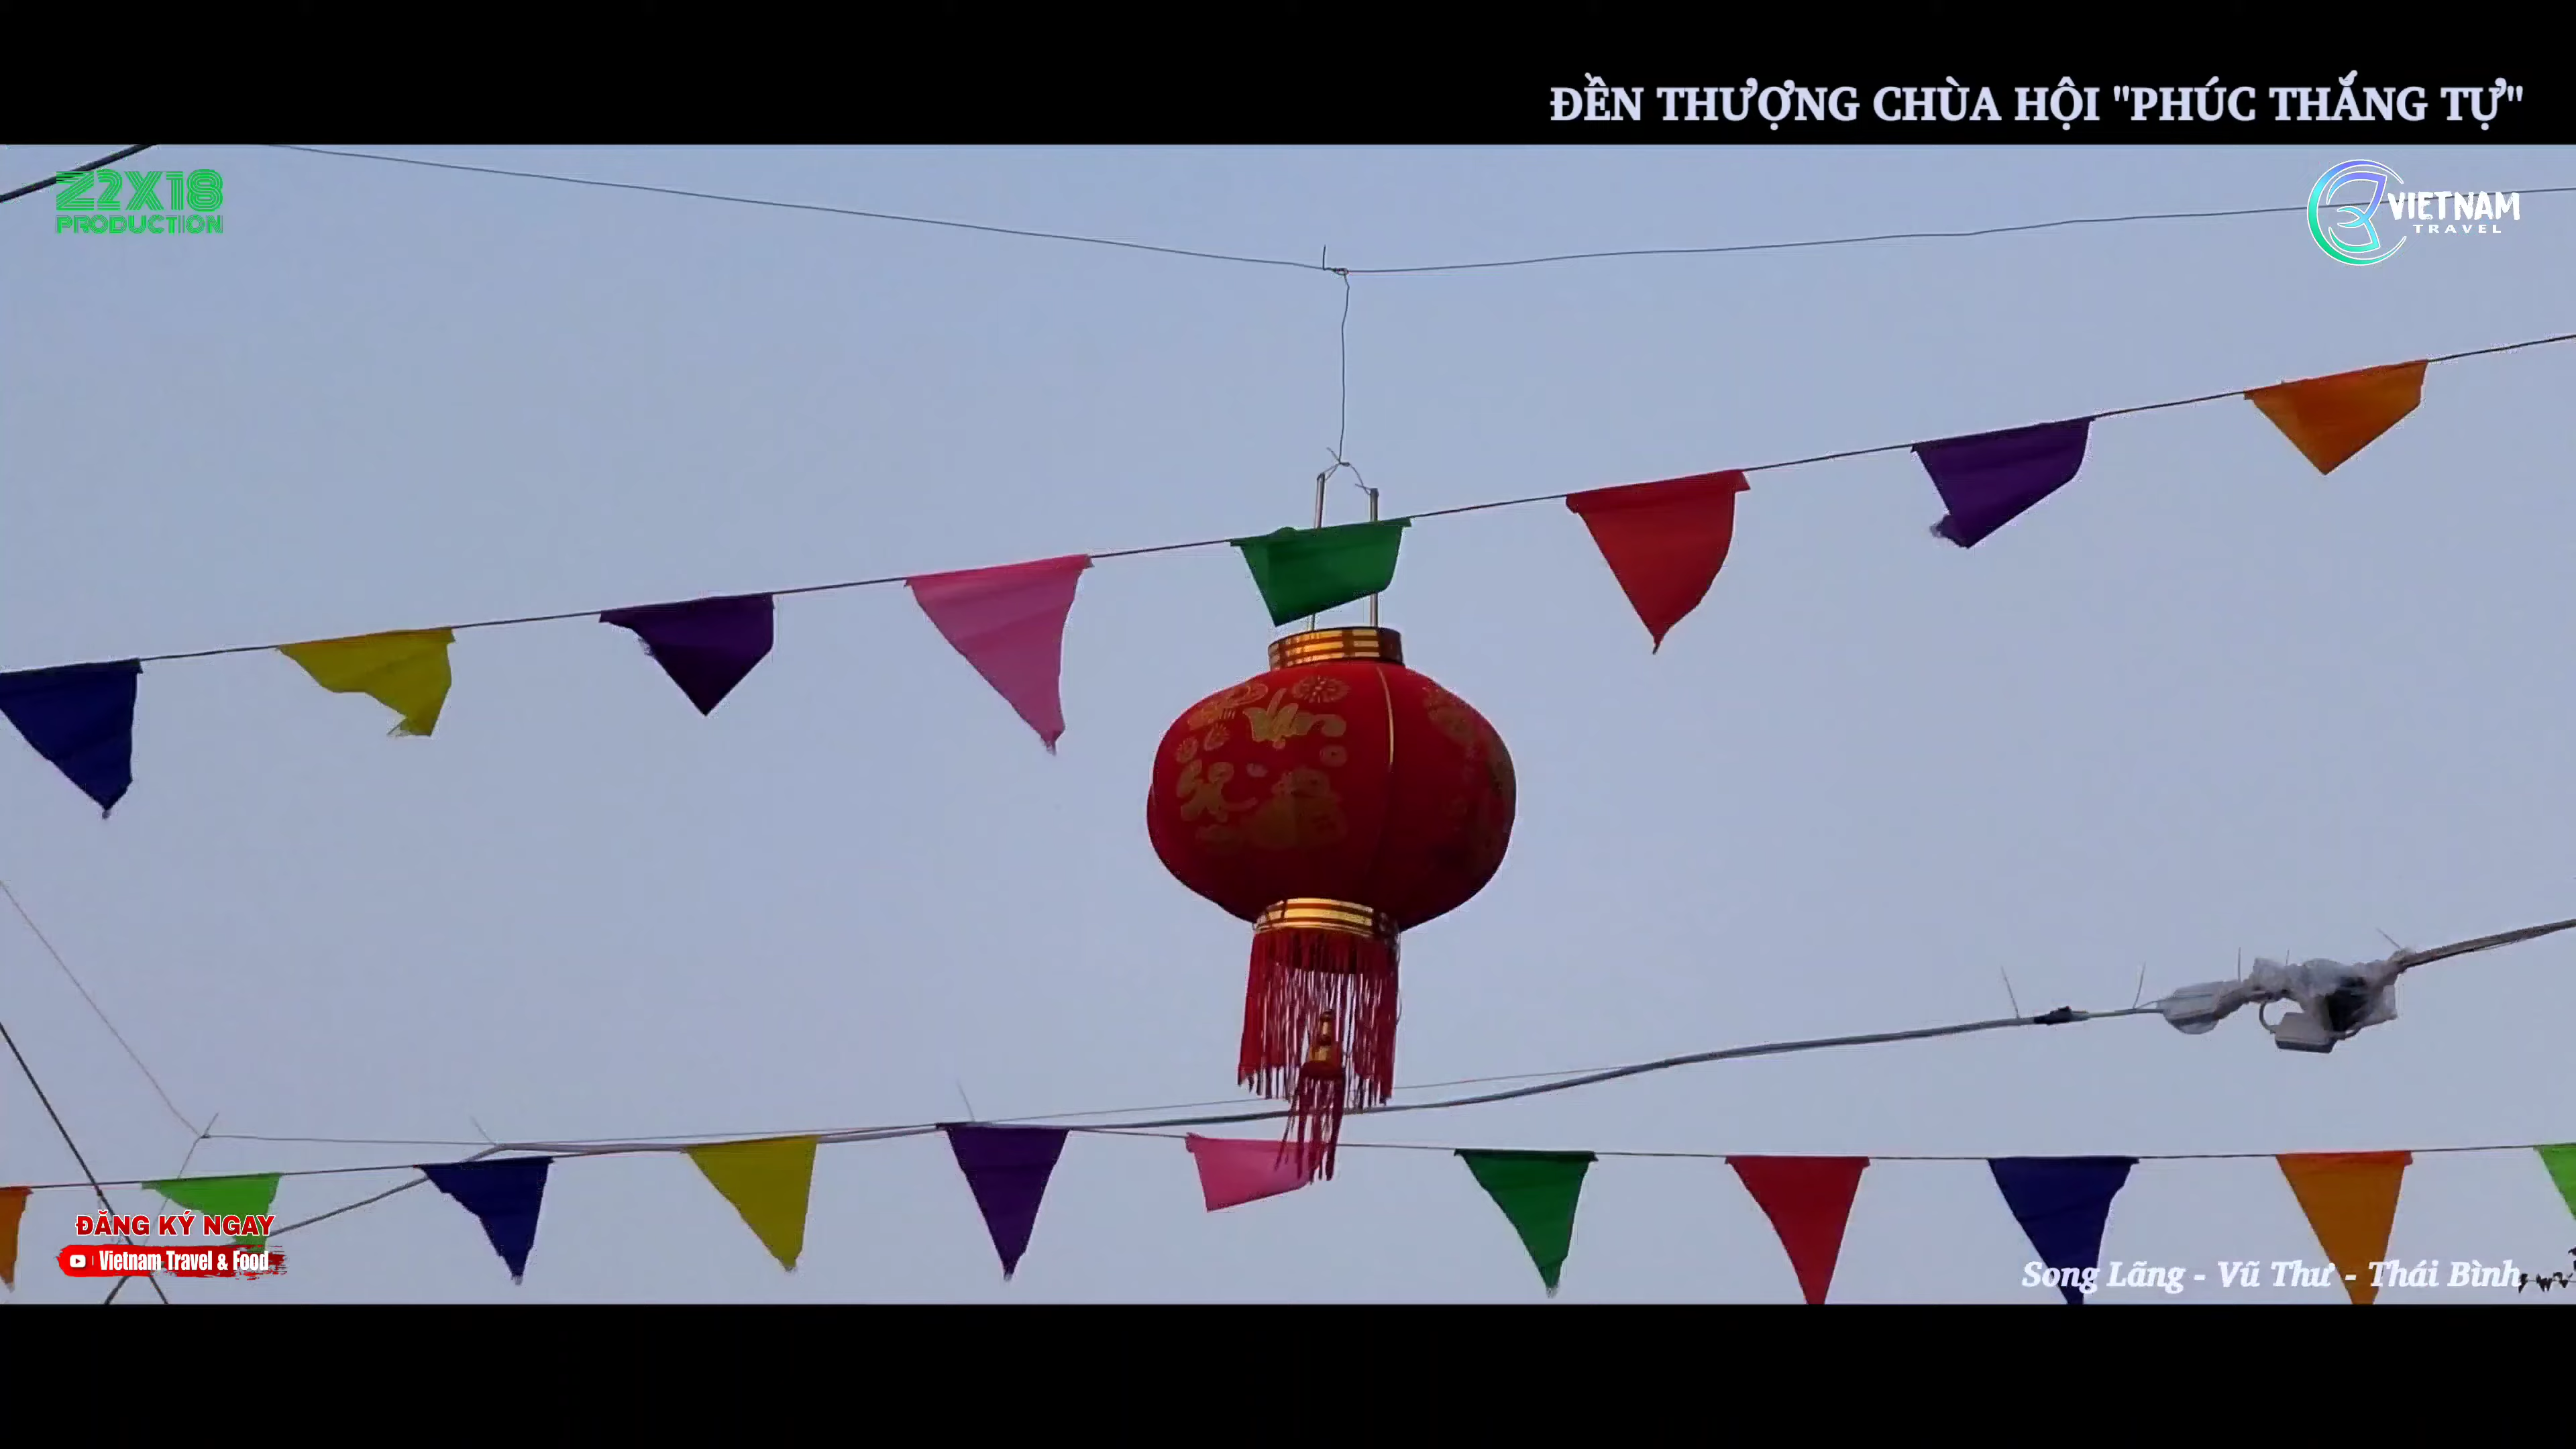 ĐỀN THƯỢNG CHÙA HỘI "PHÚC THẮNG TỰ"
Z2X18
PRODUCTION
VIETNAM
TRAVEL
ĐĂNG KÝ NGAY
Vietnam Travel & Food
Song Lãng - Vũ Thư - Thái Bình